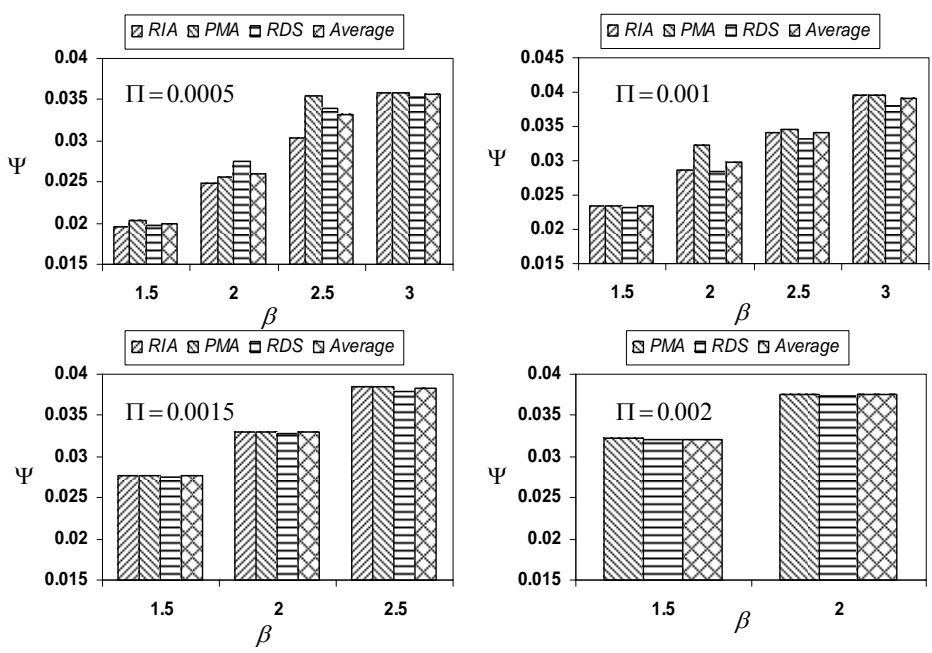 RIA PMA RDS Average
0.04
0.035
0.03
0.025
0.02
0.015
Π = 0.0005
Ψ
1.5 2 2.5 3
β
RIA PMA RDS Average
0.045
0.04
0.035
0.03
0.025
0.02
0.015
Π = 0.001
Ψ
1.5 2 2.5 3
β
RIA PMA RDS Average
0.04
0.035
0.03
0.025
0.02
0.015
Π = 0.0015
Ψ
1.5 2 2.5
β
PMA RDS Average
0.04
0.035
0.03
0.025
0.02
0.015
Π = 0.002
Ψ
1.5 2
β